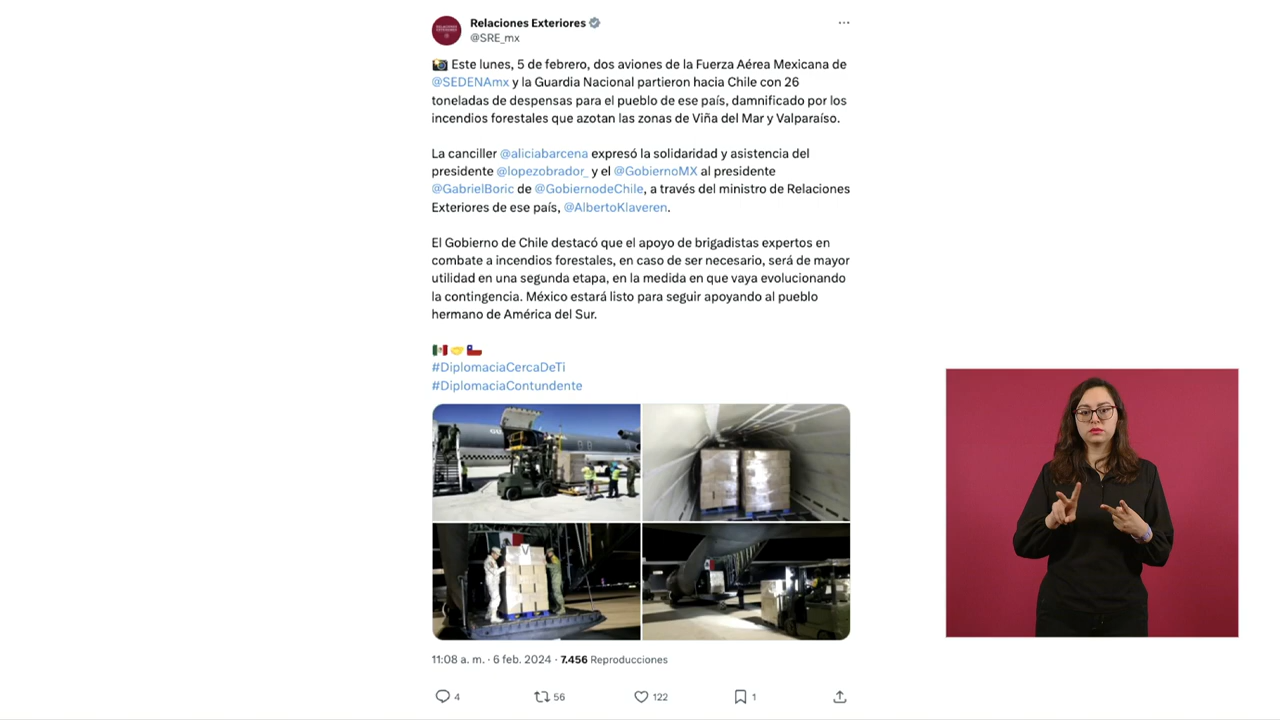 Relaciones Exteriores
@SRE_mx
Este lunes, 5 de febrero, dos aviones de la Fuerza Aérea Mexicana de
@SEDENAmx y la Guardia Nacional partieron hacia Chile con 26
toneladas de despensas para el pueblo de ese país, damnificado por los
incendios forestales que azotan las zonas de Viña del Mar y Valparaíso.
La canciller @aliciabarcena expresó la solidaridad y asistencia del
presidente @lopezobrador_ y el @GobiernoMX al presidente
@GabrielBoric de @GobiernodeChile, a través del ministro de Relaciones
Exteriores de ese país, @AlbertoKlaveren.
El Gobierno de Chile destacó que el apoyo de brigadistas expertos en
combate a incendios forestales, en caso de ser necesario, será de mayor
utilidad en una segunda etapa, en la medida en que vaya evolucionando
la contingencia. México estará listo para seguir apoyando al pueblo
hermano de América del Sur.
#DiplomaciaCercaDeTi
#DiplomaciaContundente
11:08 a. m. · 6 feb. 2024 · 7.456 Reproducciones
4 56 122 1